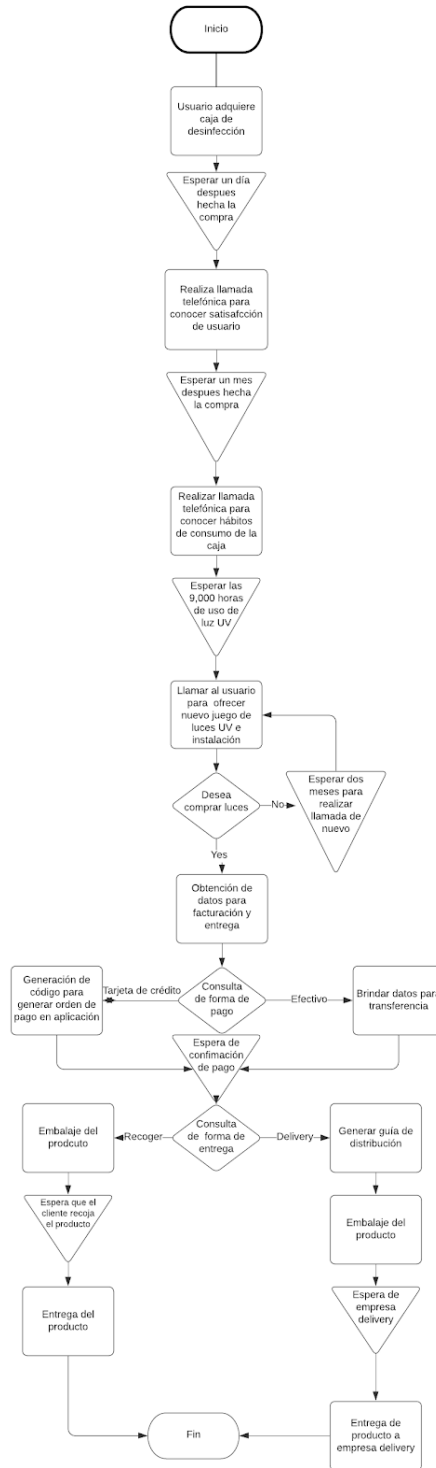 Inicio
Usuario adquiere
caja de
desinfección
Esperar un día
despues
hecha la
compra
Realiza llamada
telefónica para
conocer satisafcción
de usuario
Esperar un mes
despues hecha
la compra
Realizar llamada
telefónica para
conocer hábitos
de consumo de la
caja
Esperar las
9,000 horas
de uso de
luz UV
Llamar al usuario
para ofrecer
nuevo juego de
luces UV e
instalación
Desea
comprar luces
No
Esperar dos
meses para
realizar
llamada de
nuevo
Yes
Obtención de
datos para
facturación y
entrega
Generación de
código para
generar orden de
pago en aplicación
Tarjeta de crédito
Consulta
de forma de
pago
Efectivo
Brindar datos para
transferencia
Espera de
confimación
de pago
Embalaje del
prodcuto
Recoger
Consulta
de forma de
entrega
Delivery
Generar guía de
distribución
Espera que el
cliente recoja
el producto
Embalaje del
producto
Entrega del
producto
Espera de
empresa
delivery
Fin
Entrega de
producto a
empresa delivery